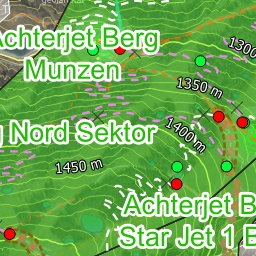 Achterjet Berg
Munzen
1300
1350 m
1400 m
g Nord Sektor
1450 m
Achterjet B
Star Jet 1 B